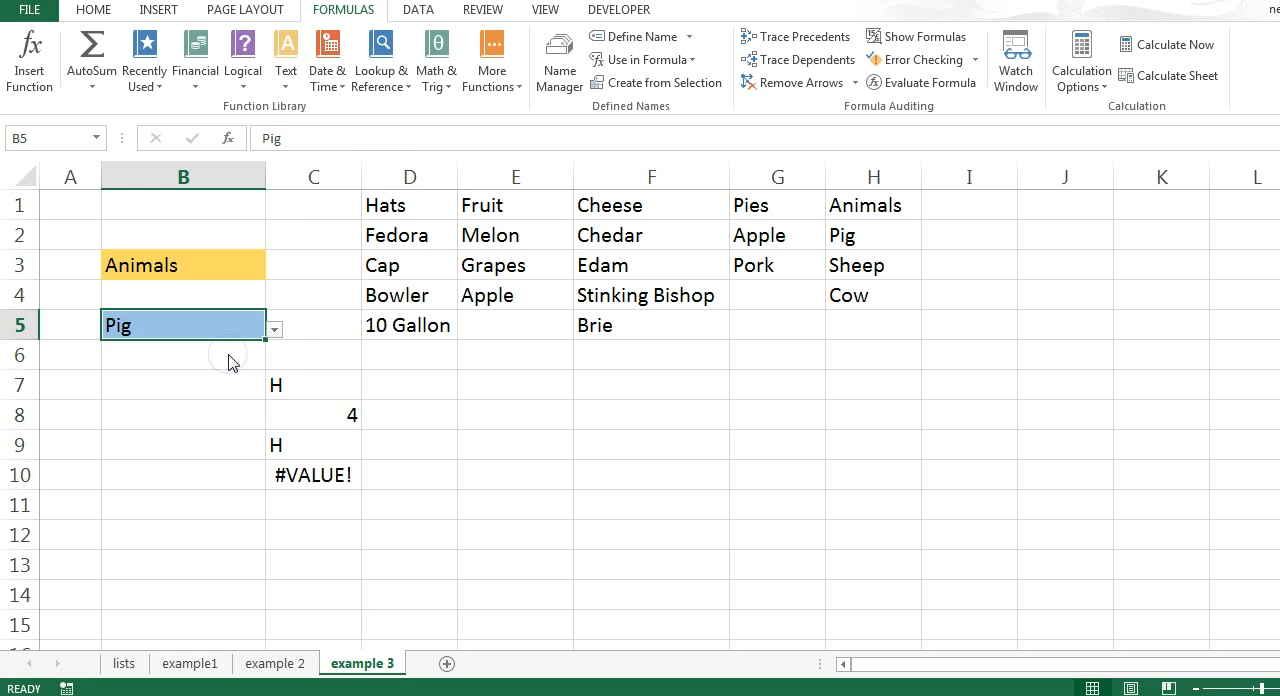 FILE HOME INSERT PAGE LAYOUT FORMULAS DATA REVIEW VIEW DEVELOPER ne
fx Insert Function
Σ AutoSum
Recently Used
Financial
? Logical
A Text
Date & Time
Lookup & Reference
θ Math & Trig
More Functions
Function Library
Name Manager
Define Name
Use in Formula
Create from Selection
Defined Names
Trace Precedents
Trace Dependents
Remove Arrows
Show Formulas
Error Checking
Evaluate Formula
Formula Auditing
Watch Window
Calculation Options
Calculate Now
Calculate Sheet
Calculation
B5 fx Pig
A B C D E F G H I J K L
1 Hats Fruit Cheese Pies Animals
2 Fedora Melon Chedar Apple Pig
3 Animals Cap Grapes Edam Pork Sheep
4 Bowler Apple Stinking Bishop Cow
5 Pig 10 Gallon Brie
6
7 H
8 4
9 H
10 #VALUE!
11
12
13
14
15
lists example1 example 2 example 3
READY